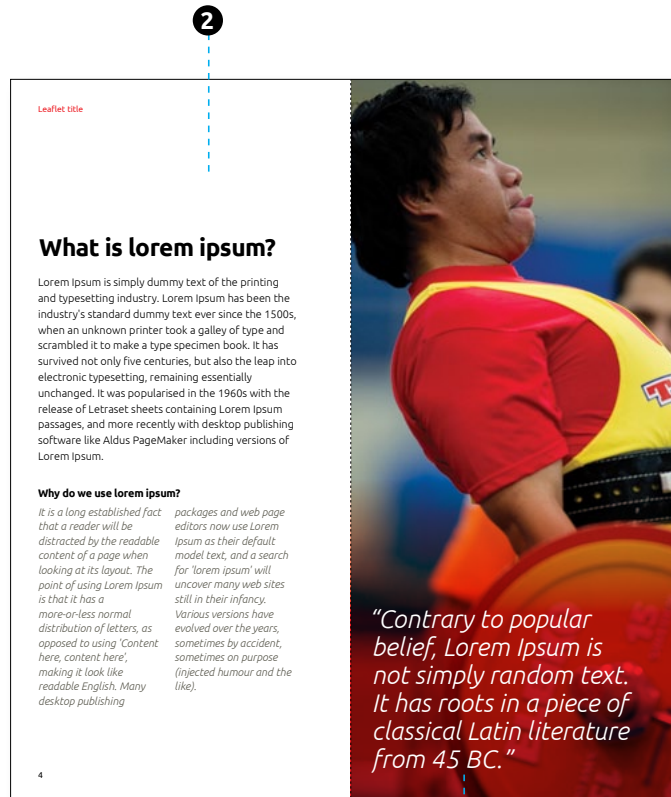 2
Leaflet title
What is lorem ipsum?
Lorem Ipsum is simply dummy text of the printing
and typesetting industry. Lorem Ipsum has been the
industry's standard dummy text ever since the 1500s,
when an unknown printer took a galley of type and
scrambled it to make a type specimen book. It has
survived not only five centuries, but also the leap into
electronic typesetting, remaining essentially
unchanged. It was popularised in the 1960s with the
release of Letraset sheets containing Lorem Ipsum
passages, and more recently with desktop publishing
software like Aldus PageMaker including versions of
Lorem Ipsum.
Why do we use lorem ipsum?
It is a long established fact
that a reader will be
distracted by the readable
content of a page when
looking at its layout. The
point of using Lorem Ipsum
is that it has a
more-or-less normal
distribution of letters, as
opposed to using 'Content
here, content here',
making it look like
readable English. Many
desktop publishing
packages and web page
editors now use Lorem
Ipsum as their default
model text, and a search
for 'lorem ipsum' will
uncover many web sites
still in their infancy.
Various versions have
evolved over the years,
sometimes by accident,
sometimes on purpose
(injected humour and the
like).
4
"Contrary to popular
belief, Lorem Ipsum is
not simply random text.
It has roots in a piece of
classical Latin literature
from 45 BC."